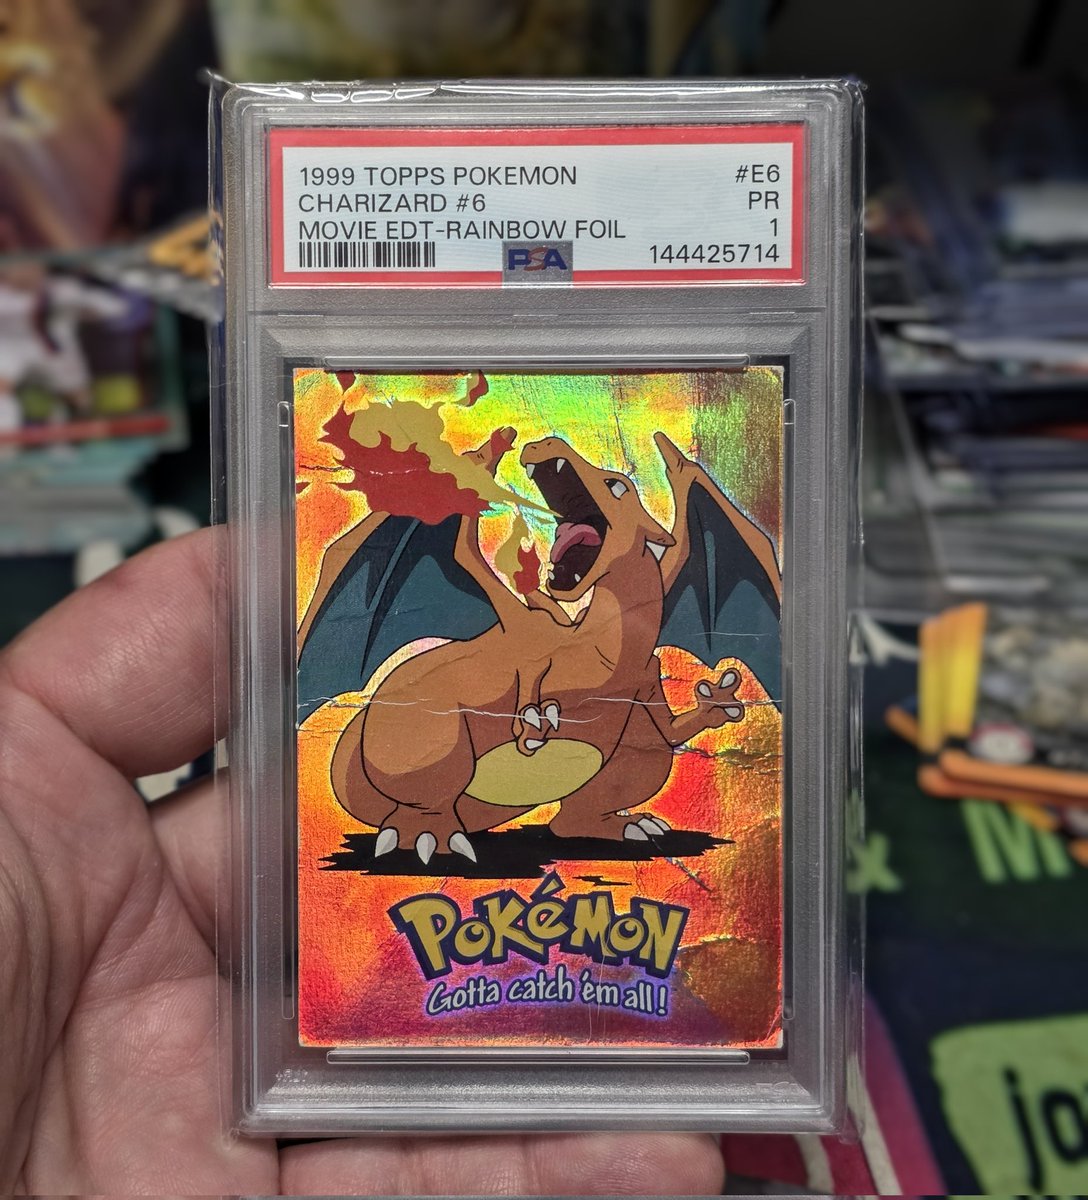 1999 TOPPS POKEMON #E6
CHARIZARD #6 PR
MOVIE EDT-RAINBOW FOIL 1
PSA 144425714
POKéMON
Gotta catch 'em all!